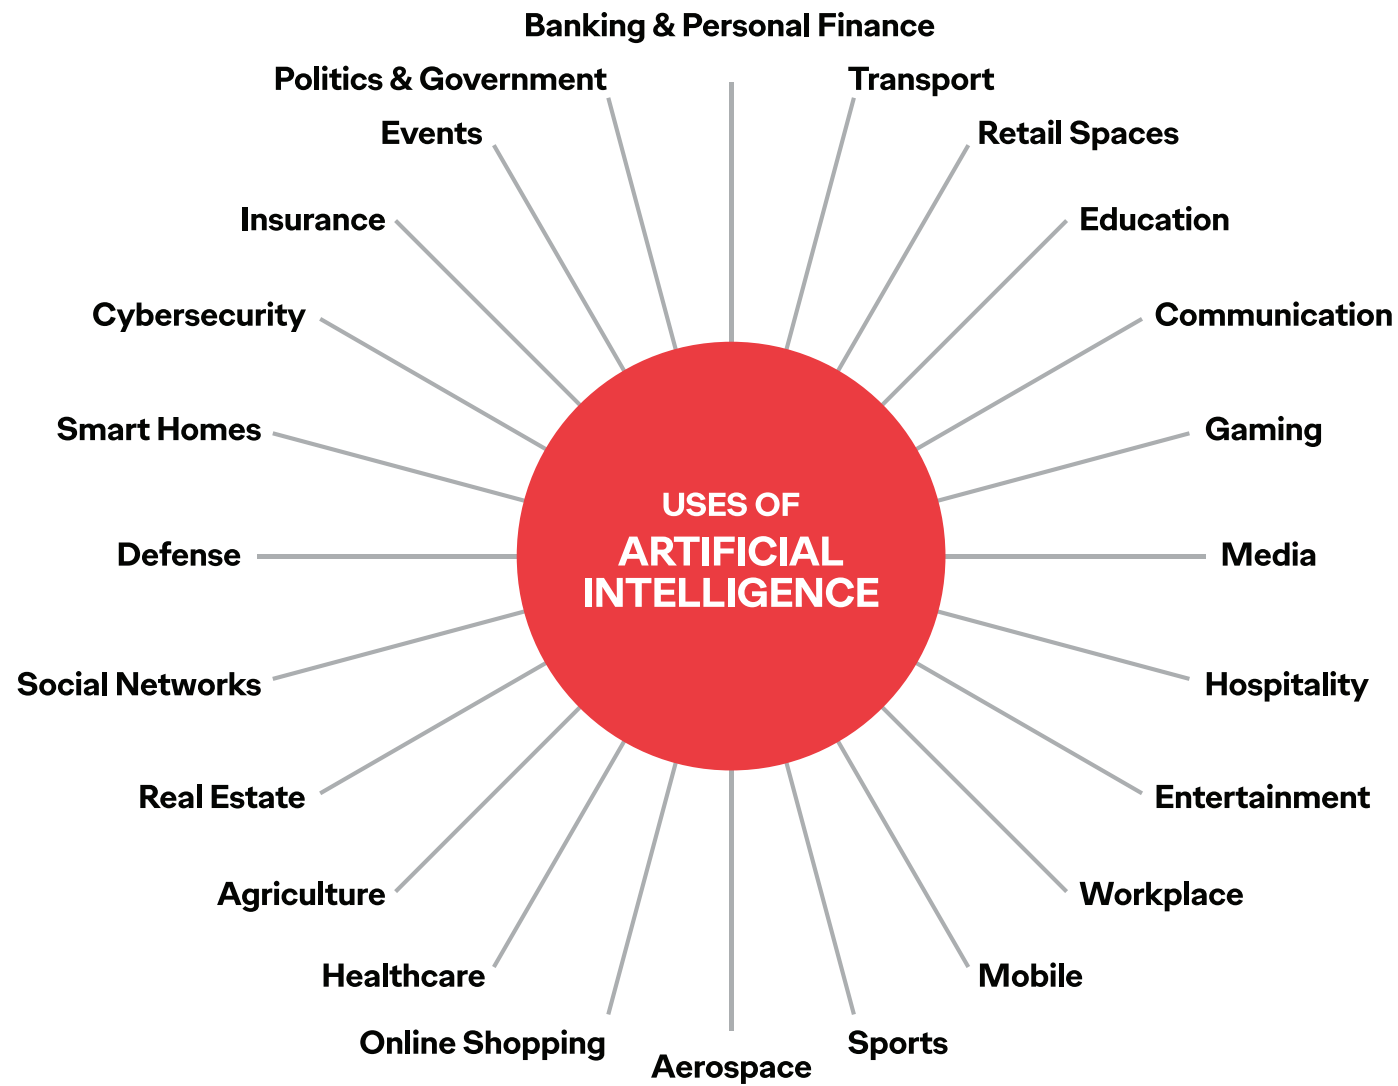 Banking & Personal Finance
Politics & Government
Transport
Events
Retail Spaces
Insurance
Education
Cybersecurity
Communication
Smart Homes
Gaming
USES OF
ARTIFICIAL
INTELLIGENCE
Defense
Media
Social Networks
Hospitality
Real Estate
Entertainment
Agriculture
Workplace
Healthcare
Mobile
Online Shopping
Sports
Aerospace